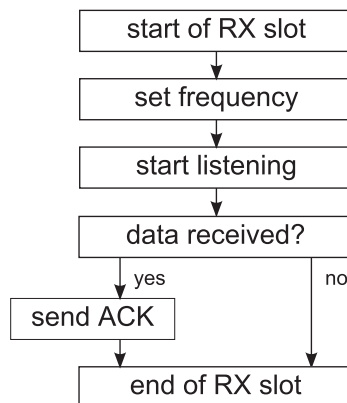 start of RX slot
set frequency
start listening
data received?
yes
no
send ACK
end of RX slot